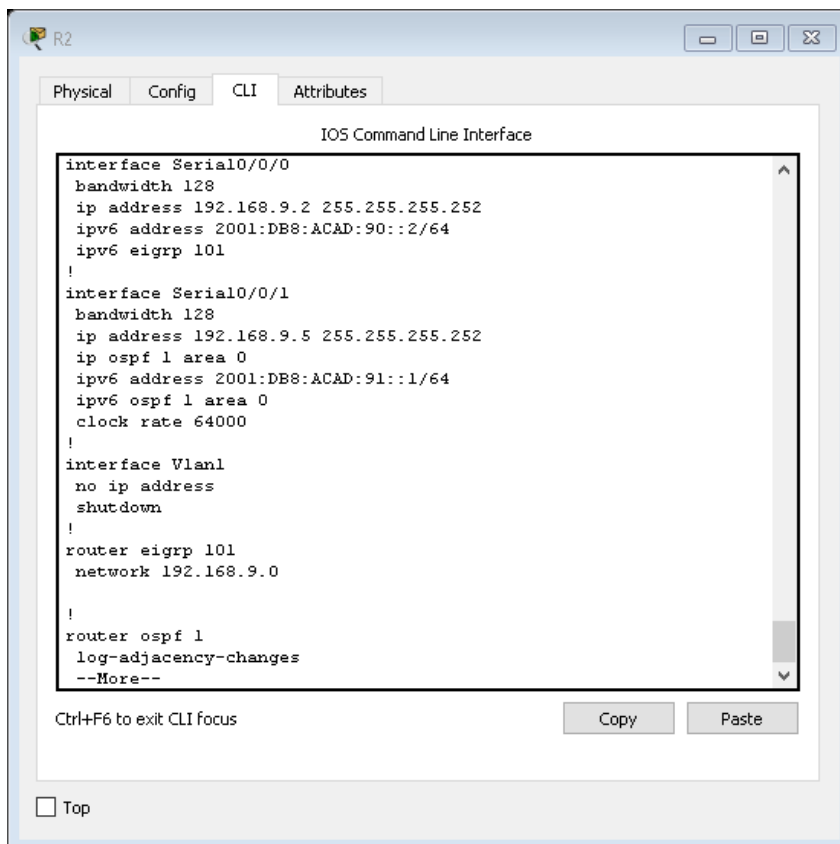 R2
Physical Config CLI Attributes
IOS Command Line Interface
interface Serial0/0/0
bandwidth 128
ip address 192.168.9.2 255.255.255.252
ipv6 address 2001:DB8:ACAD:90::2/64
ipv6 eigrp 101
!
interface Serial0/0/1
bandwidth 128
ip address 192.168.9.5 255.255.255.252
ip ospf 1 area 0
ipv6 address 2001:DB8:ACAD:91::1/64
ipv6 ospf 1 area 0
clock rate 64000
!
interface Vlan1
no ip address
shutdown
!
router eigrp 101
network 192.168.9.0
!
router ospf 1
log-adjacency-changes
--More--
Ctrl+F6 to exit CLI focus
Copy Paste
Top